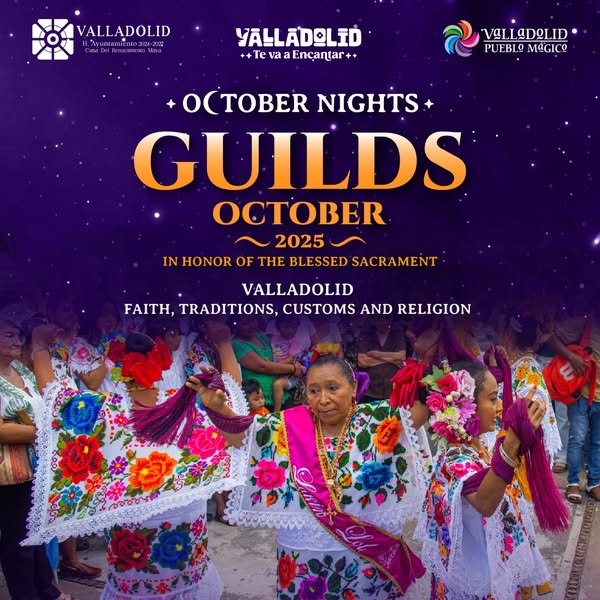 VALLADOLID
H. Ayuntamiento 2024-2027
Cuna Del Renacimiento Maya
VALLADOLID
Te va a Encantar
VALLADOLID
PUEBLO MÁGICO
OCTOBER NIGHTS
GUILDS
OCTOBER
2025
IN HONOR OF THE BLESSED SACRAMENT
VALLADOLID
FAITH, TRADITIONS, CUSTOMS AND RELIGION